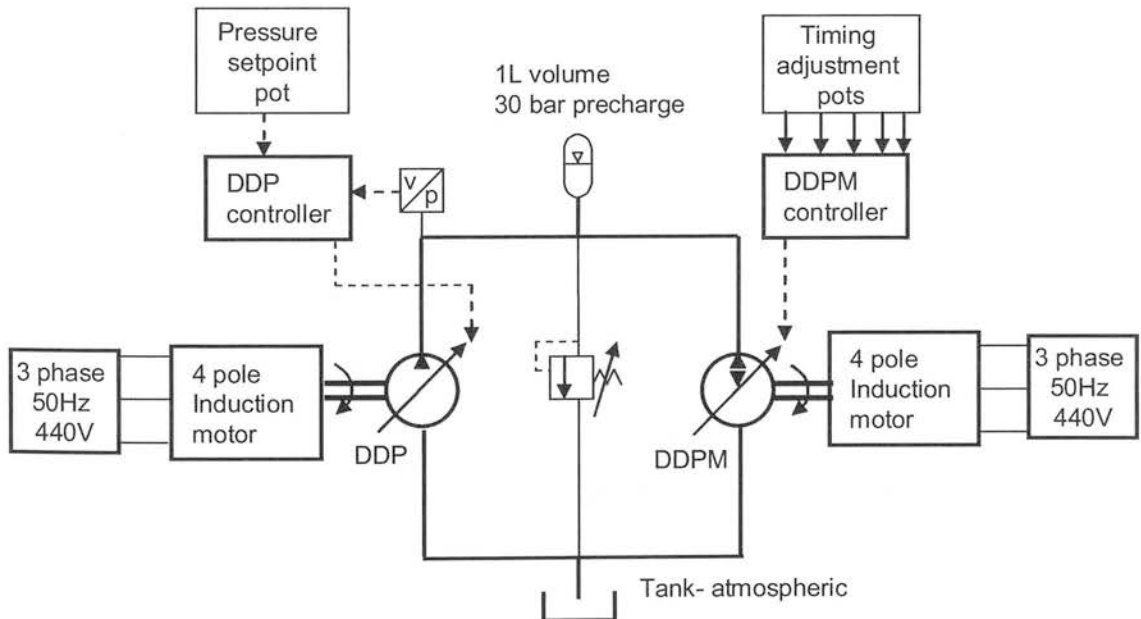 Pressure
setpoint
pot
1L volume
30 bar precharge
Timing
adjustment
pots
DDP
controller
v/p
DDPM
controller
3 phase
50Hz
440V
4 pole
Induction
motor
DDP
DDPM
4 pole
Induction
motor
3 phase
50Hz
440V
Tank- atmospheric